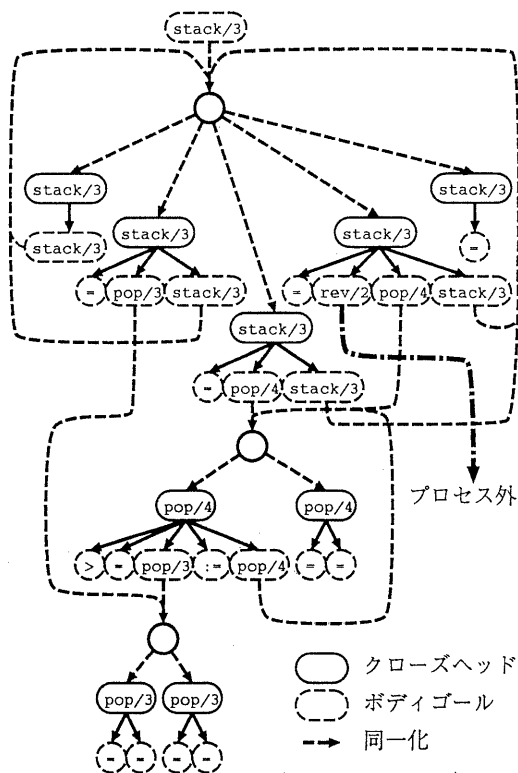 stack/3
stack/3
stack/3
stack/3
stack/3
stack/3
stack/3
=
= pop/3 stack/3
= rev/2 pop/4 stack/3
stack/3
= pop/4 stack/3
プロセス外
pop/4
pop/4
> = pop/3 := pop/4
= =
pop/3 pop/3
= = = =
クローズヘッド
ボディゴール
同一化